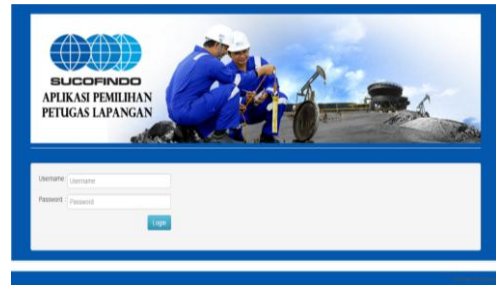 SUCOFINDO
APLIKASI PEMILIHAN
PETUGAS LAPANGAN
Username : Username
Password : Password
Login